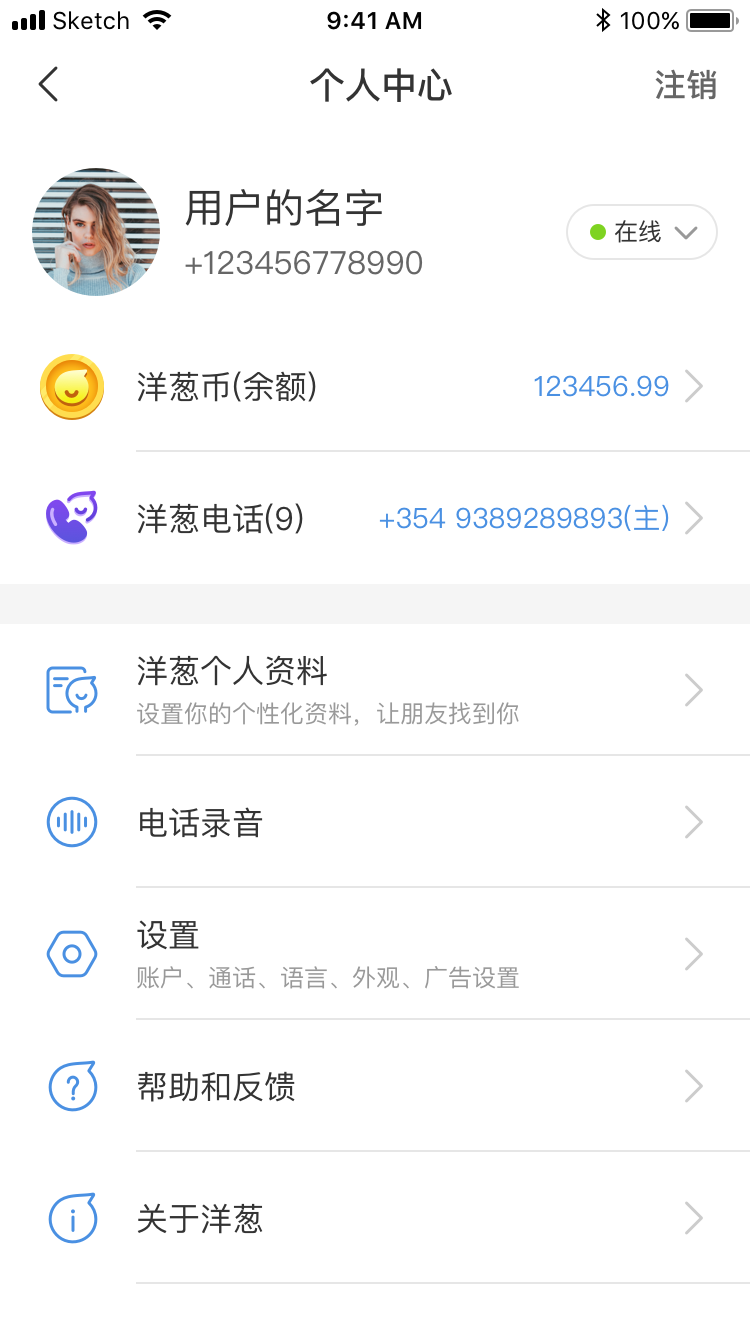 Sketch 9:41 AM 100%
个人中心 注销
用户的名字
+123456778990
在线
洋葱币(余额) 123456.99
洋葱电话(9) +354 9389289893(主)
洋葱个人资料
设置你的个性化资料，让朋友找到你
电话录音
设置
账户、通话、语言、外观、广告设置
帮助和反馈
关于洋葱